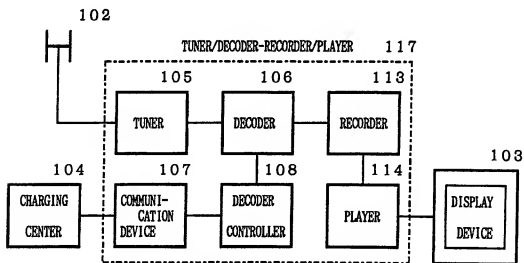 102
TUNER/DECODER-RECORDER/PLAYER 117
105 106 113
TUNER DECODER RECORDER
104 107 108 114 103
CHARGING CENTER
COMMUNI-
CATION
DEVICE
DECODER
CONTROLLER
PLAYER
DISPLAY
DEVICE